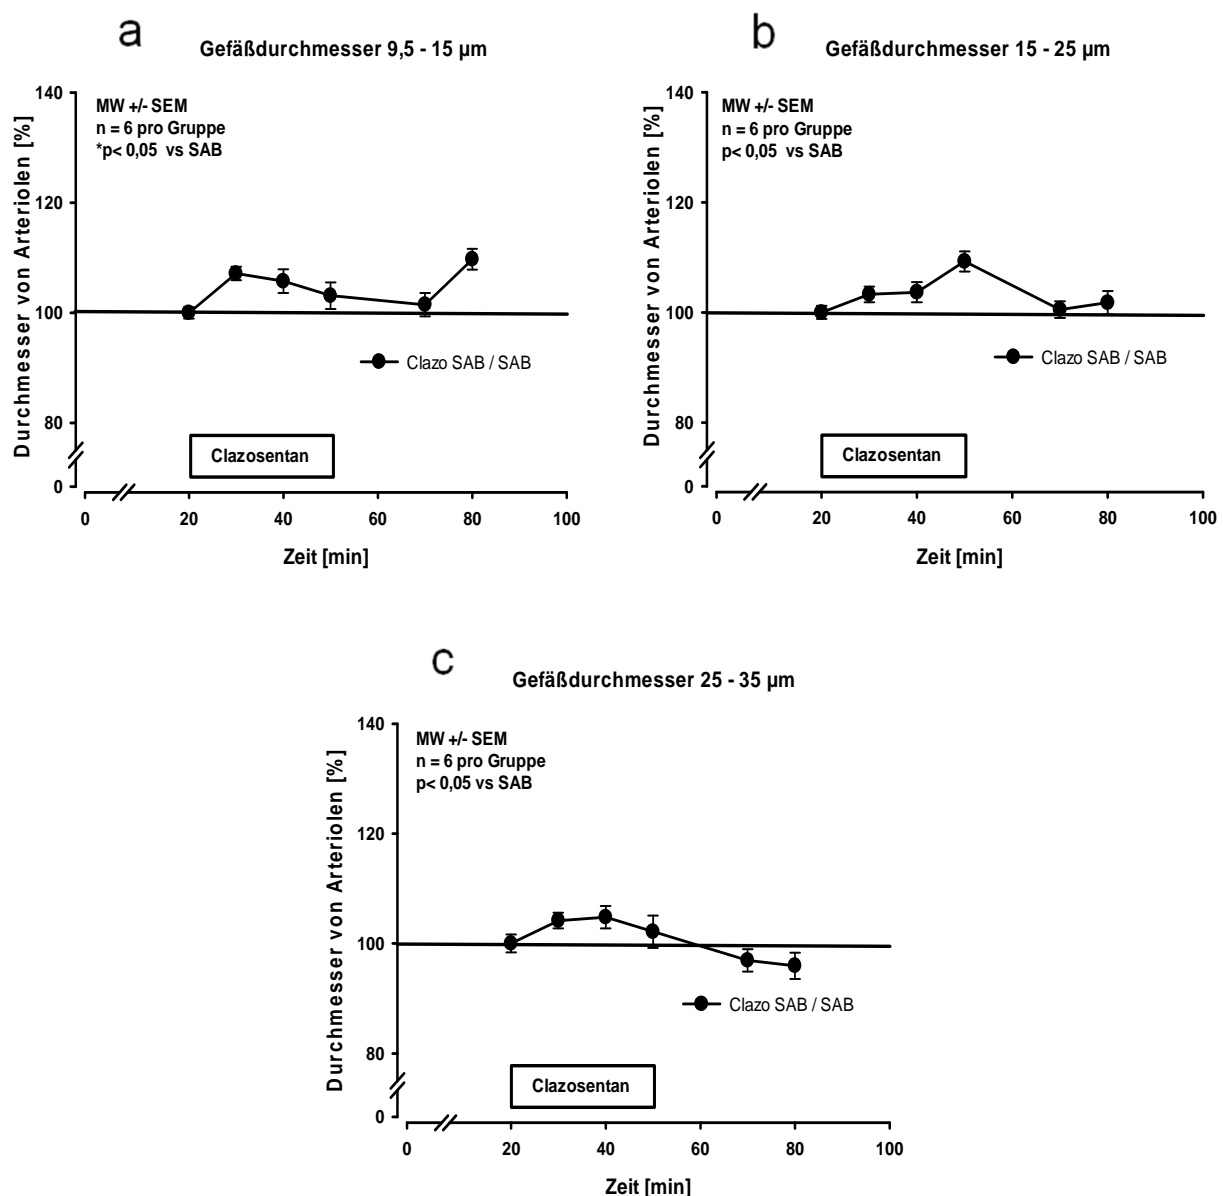 a
Gefäßdurchmesser 9,5 - 15 µm
Durchmesser von Arteriolen [%]
140
120
100
80
0
MW +/- SEM
n = 6 pro Gruppe
*p< 0,05 vs SAB
Clazo SAB / SAB
Clazosentan
0 20 40 60 80 100
Zeit [min]
b
Gefäßdurchmesser 15 - 25 µm
Durchmesser von Arteriolen [%]
140
120
100
80
0
MW +/- SEM
n = 6 pro Gruppe
p< 0,05 vs SAB
Clazo SAB / SAB
Clazosentan
0 20 40 60 80 100
Zeit [min]
c
Gefäßdurchmesser 25 - 35 µm
Durchmesser von Arteriolen [%]
140
120
100
80
0
MW +/- SEM
n = 6 pro Gruppe
p< 0,05 vs SAB
Clazo SAB / SAB
Clazosentan
0 20 40 60 80 100
Zeit [min]